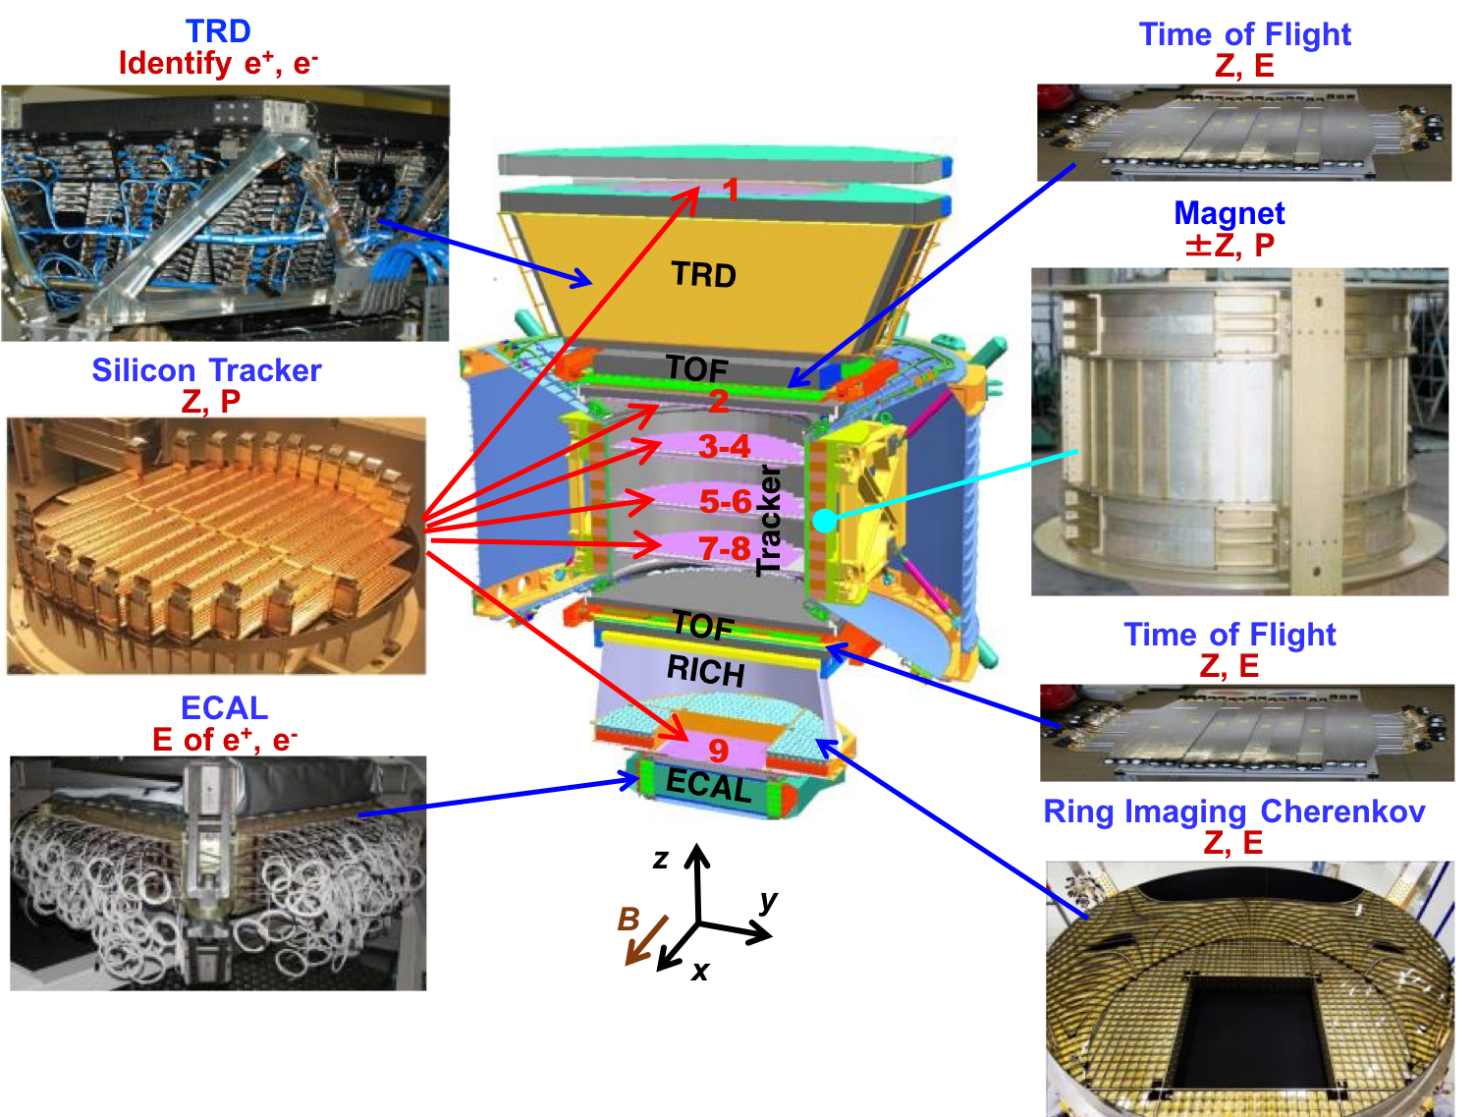 TRD
Identify e⁺, e⁻
Time of Flight
Z, E
Magnet
±Z, P
Silicon Tracker
Z, P
1
TRD
TOF
2
3-4
5-6
7-8
Tracker
TOF
RICH
9
ECAL
Time of Flight
Z, E
ECAL
E of e⁺, e⁻
Ring Imaging Cherenkov
Z, E
z
y
B
x